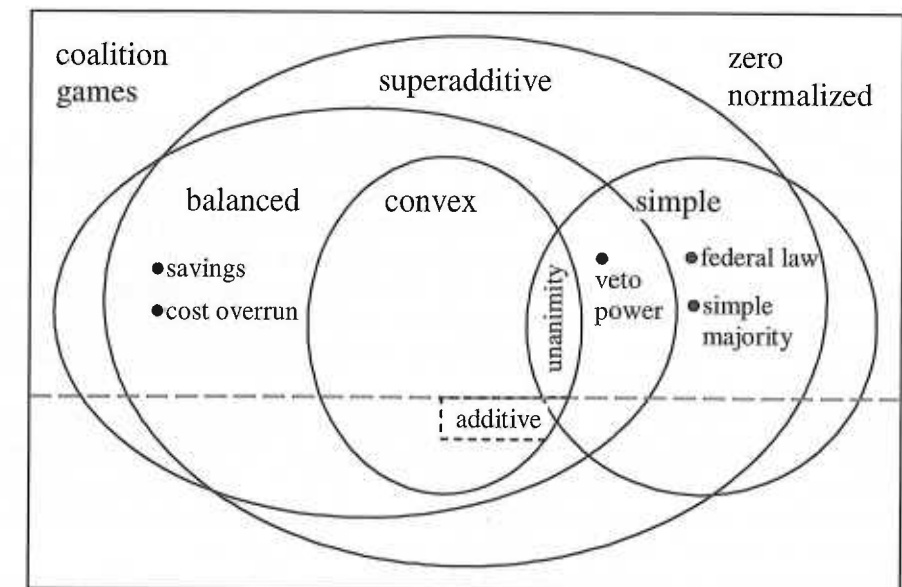 coalition
games
superadditive
zero
normalized
balanced
convex
simple
savings
cost overrun
unanimity
veto
power
federal law
simple
majority
additive